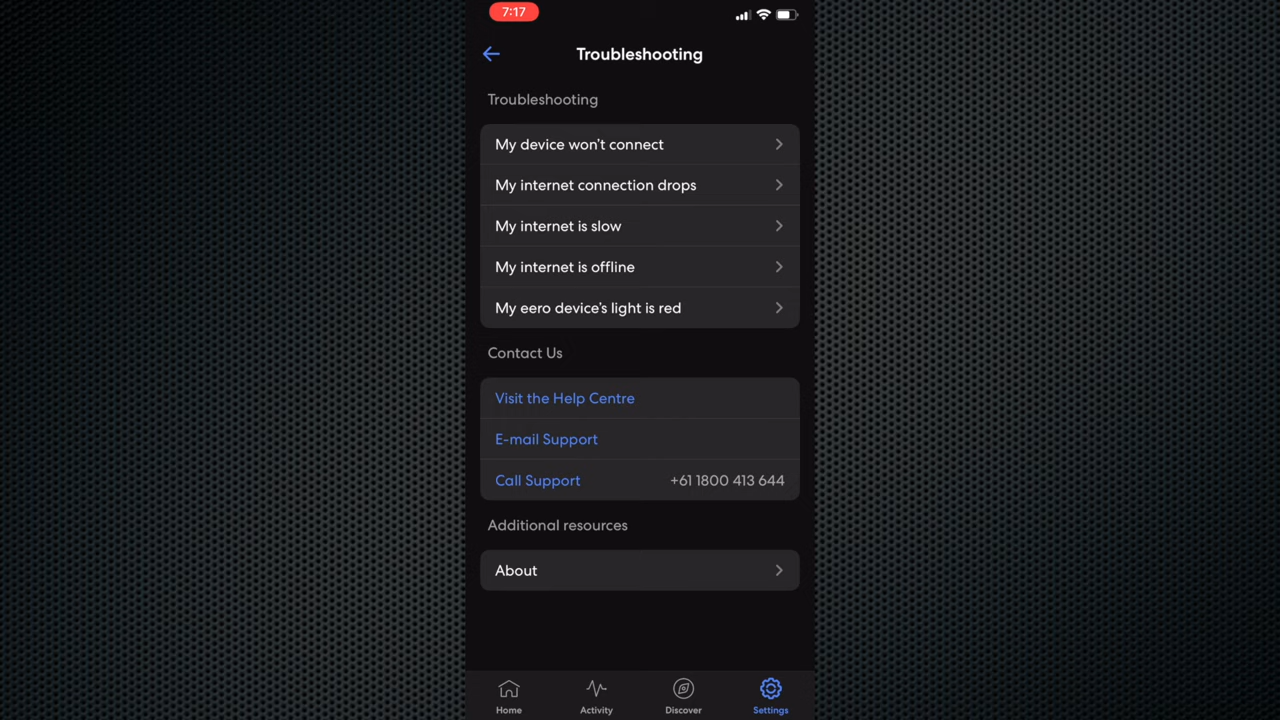 7:17
Troubleshooting
Troubleshooting
My device won't connect
My internet connection drops
My internet is slow
My internet is offline
My eero device's light is red
Contact Us
Visit the Help Centre
E-mail Support
Call Support +61 1800 413 644
Additional resources
About
Home Activity Discover Settings